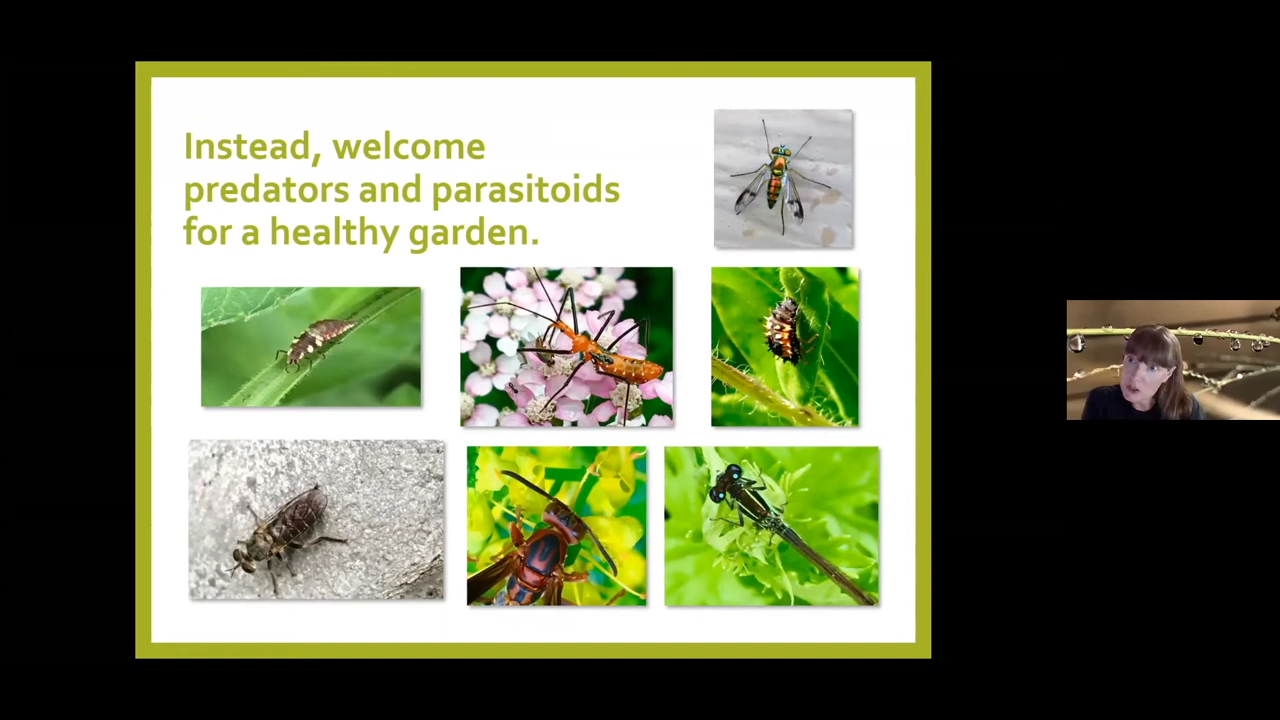 Instead, welcome
predators and parasitoids
for a healthy garden.